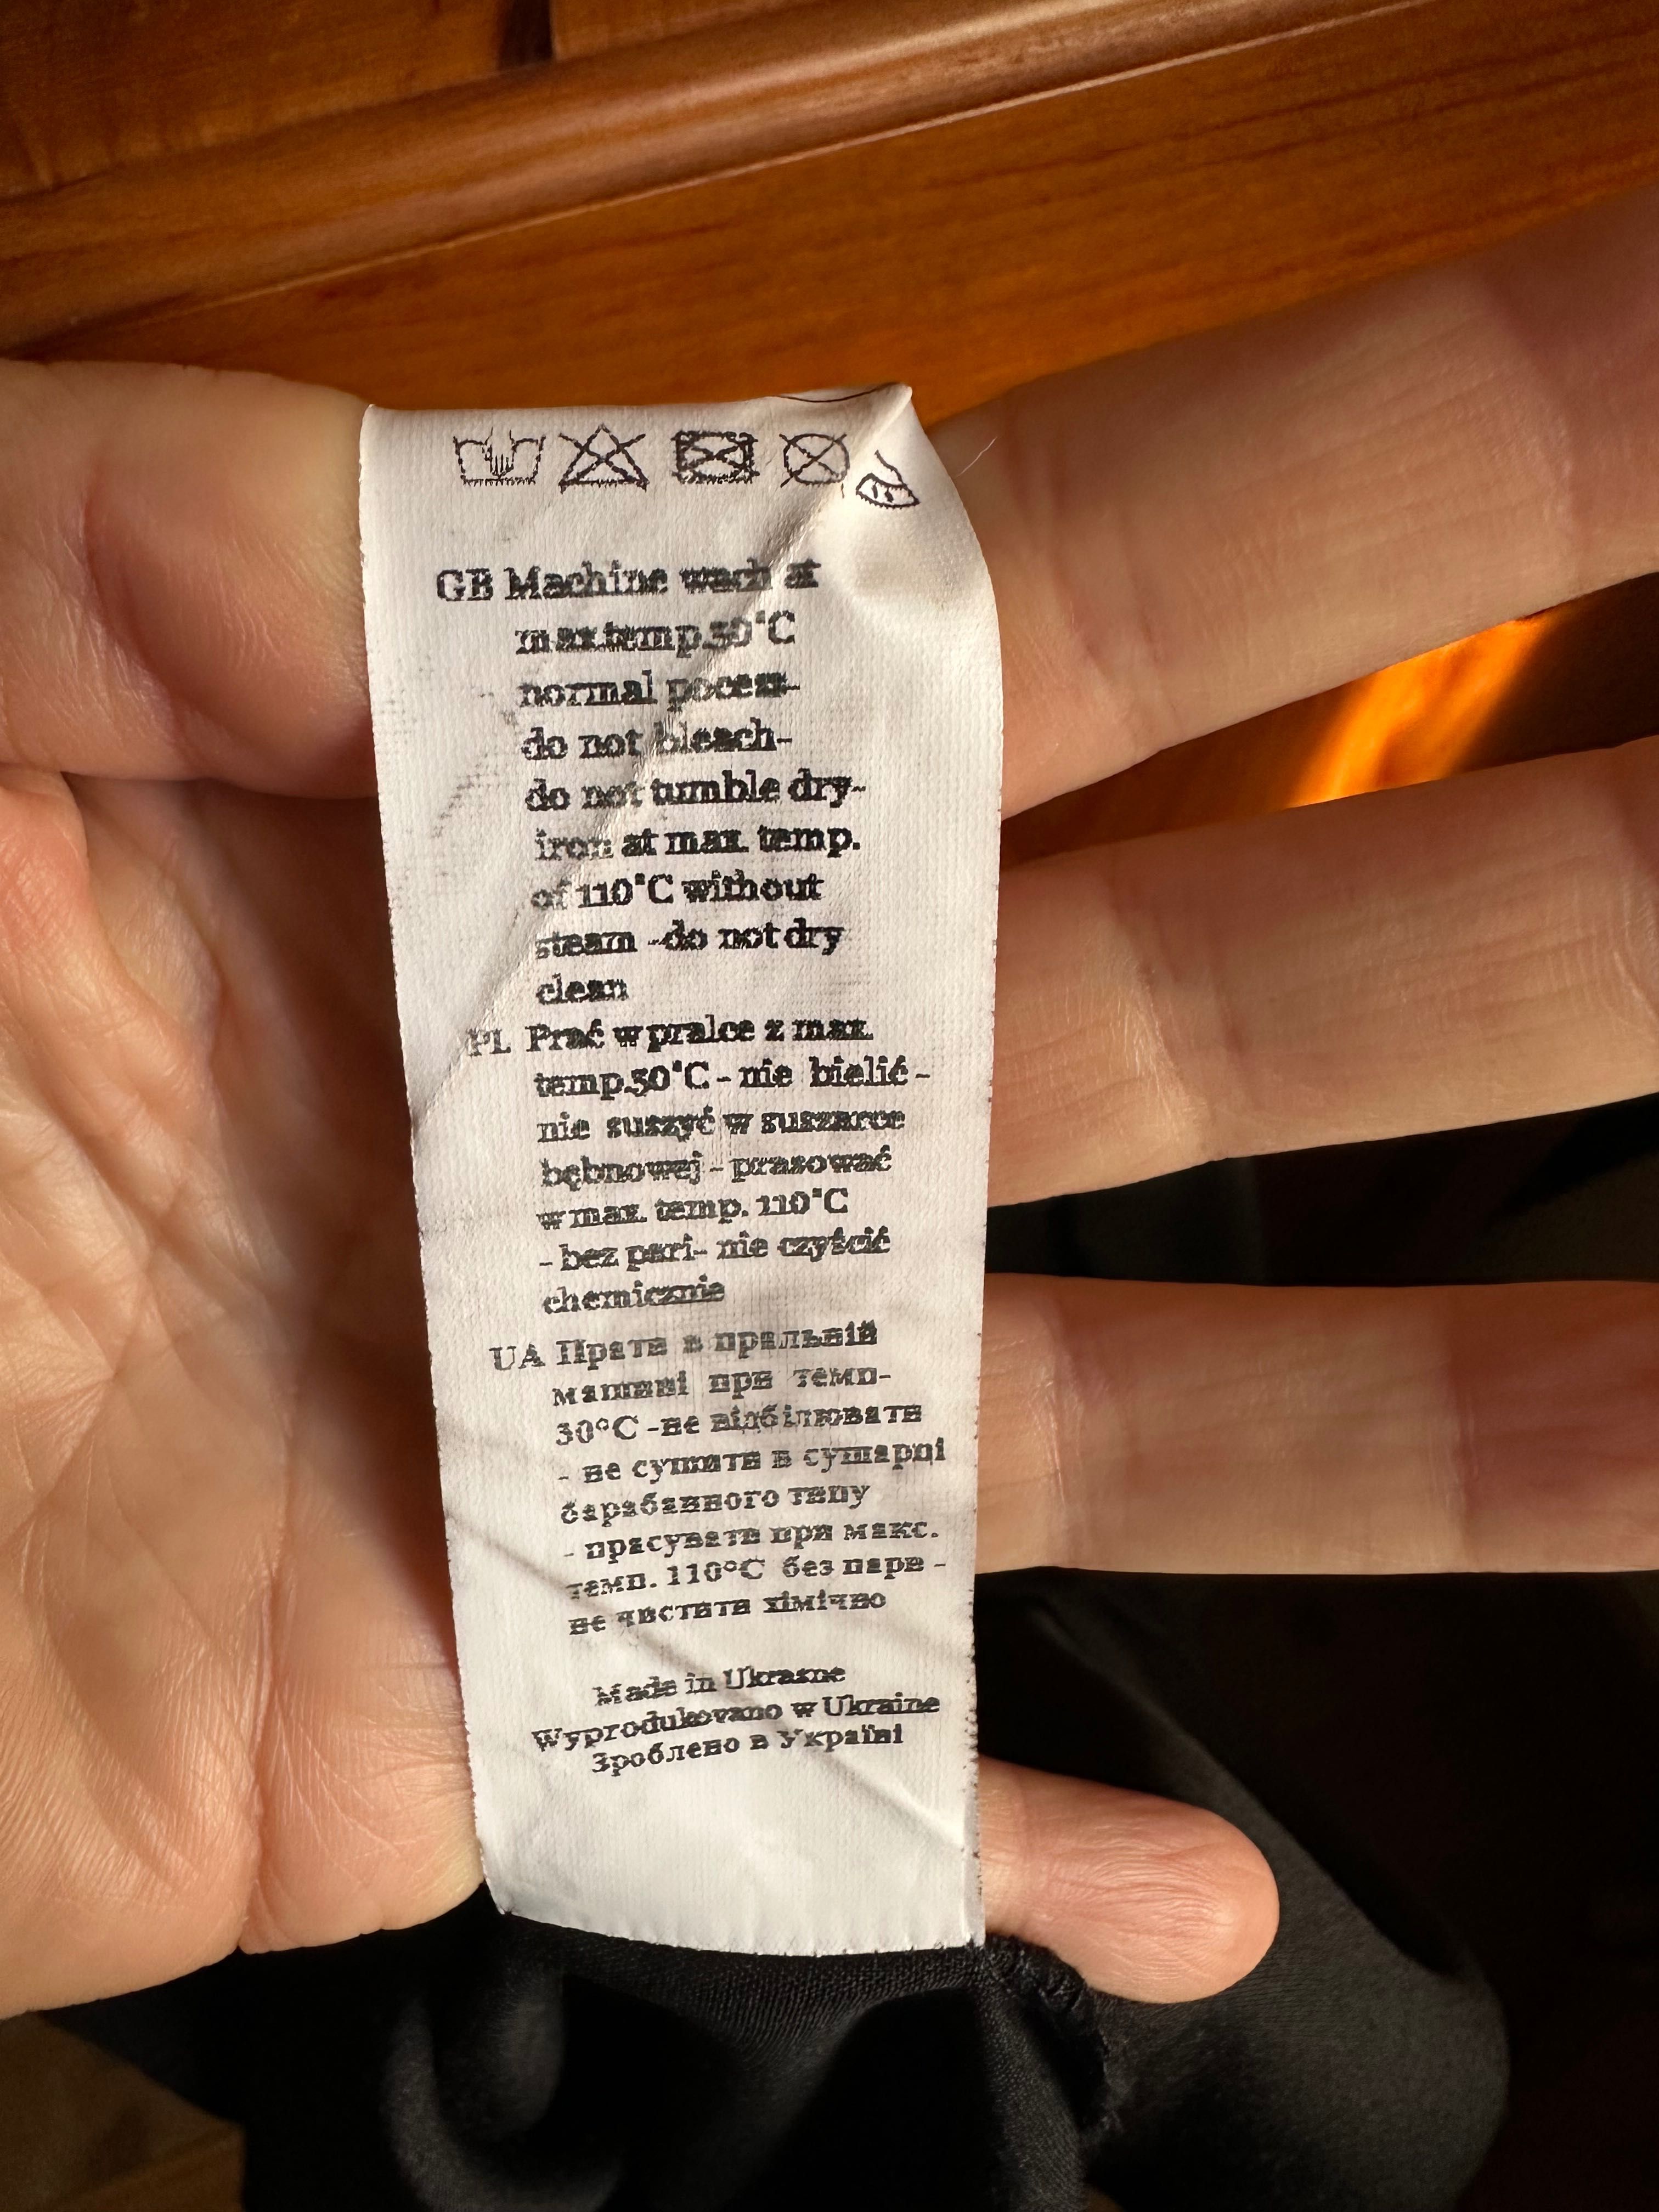 GB Machine wach at
max.temp.30°C
normal pocess-
do not bleach-
do not tumble dry-
iron at max. temp.
of 110°C without
steam -do not dry
clean
PL Prać w pralce z max.
temp.30°C - nie bielić -
nie suszyć w suszarce
bębnowej - prasować
w max. temp. 110°C
- bez pari- nie czyścić
chemicznie
UA Прати в пральній
машині при темп-
30°C -не відбілювати
- не сушити в сушарці
барабанного типу
- прасувати при макс.
темп. 110°C без пари -
не чистити хімічно
Made in Ukraine
Wyprodukovano w Ukraine
Зроблено в Україні